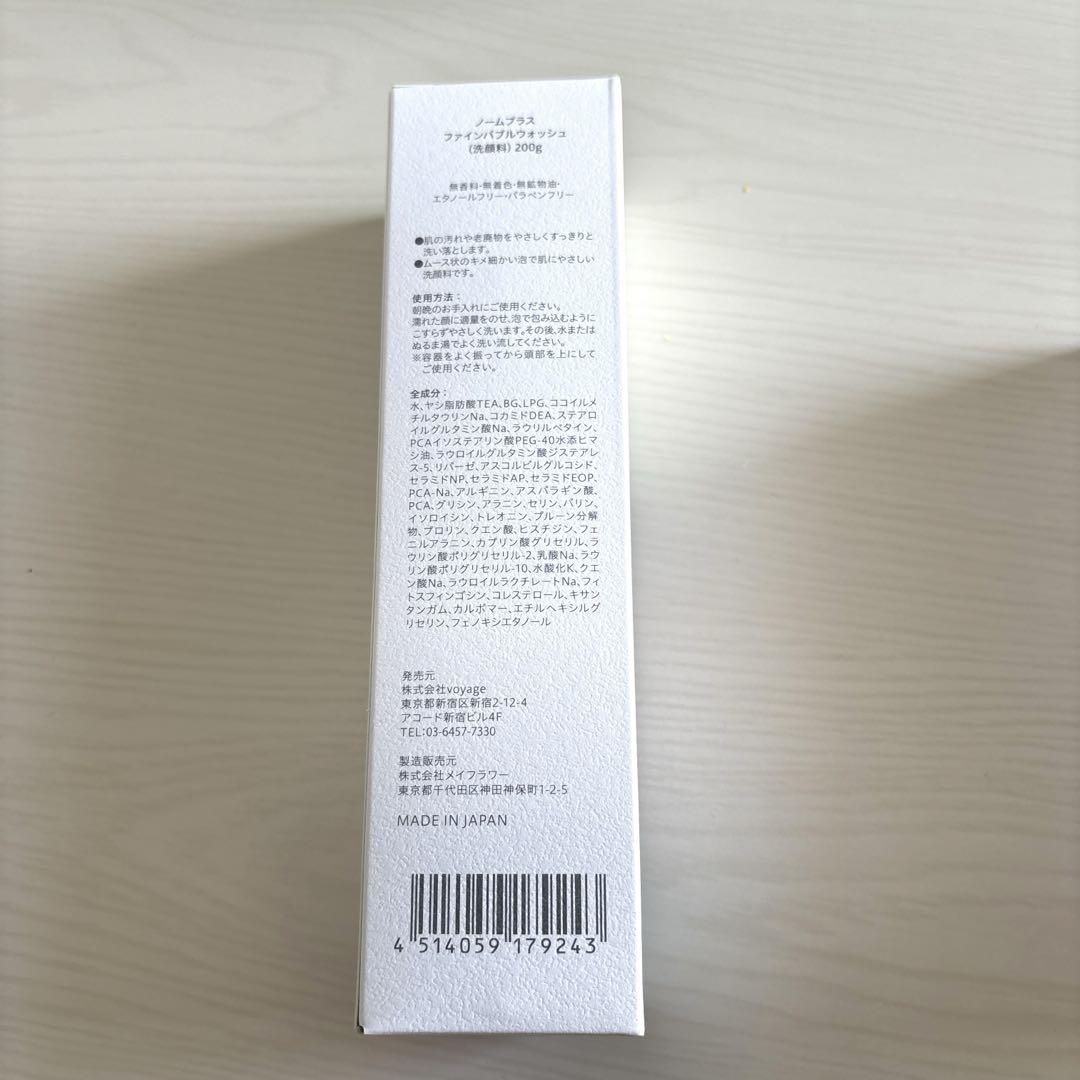 ノームプラス
ファインバブルウォッシュ
(洗顔料) 200g
無香料・無着色・無鉱物油・
エタノールフリー・パラベンフリー
●肌の汚れや老廃物をやさしくすっきりと
洗い落とします。
●ムース状のキメ細かい泡で肌にやさしい
洗顔料です。
使用方法：
朝晩のお手入れにご使用ください。
濡れた顔に適量をのせ、泡で包み込むように
こすらずやさしく洗います。その後、水または
ぬるま湯でよく洗い流してください。
※容器をよく振ってから頭部を上にして
ご使用ください。
全成分：
水、ヤシ脂肪酸TEA、BG、LPG、ココイルメ
チルタウリンNa、コカミドDEA、ステアロ
イルグルタミン酸Na、ラウリルベタイン、
PCAイソステアリン酸PEG-40水添ヒマ
シ油、ラウロイルグルタミン酸ジステアレ
ス-5、リパーゼ、アスコルビルグルコシド、
セラミドNP、セラミドAP、セラミドEOP、
PCA-Na、アルギニン、アスパラギン酸、
PCA、グリシン、アラニン、セリン、バリン、
イソロイシン、トレオニン、プルーン分解
物、プロリン、クエン酸、ヒスチジン、フェ
ニルアラニン、カプリン酸グリセリル、ラ
ウリン酸ポリグリセリル-2、乳酸Na、ラウ
リン酸ポリグリセリル-10、水酸化K、クエ
ン酸Na、ラウロイルラクチレートNa、フィ
トスフィンゴシン、コレステロール、キサン
タンガム、カルボマー、エチルヘキシルグ
リセリン、フェノキシエタノール
発売元
株式会社voyage
東京都新宿区新宿2-12-4
アコード新宿ビル4F
TEL:03-6457-7330
製造販売元
株式会社メイフラワー
東京都千代田区神田神保町1-2-5
MADE IN JAPAN
4 514059 179243